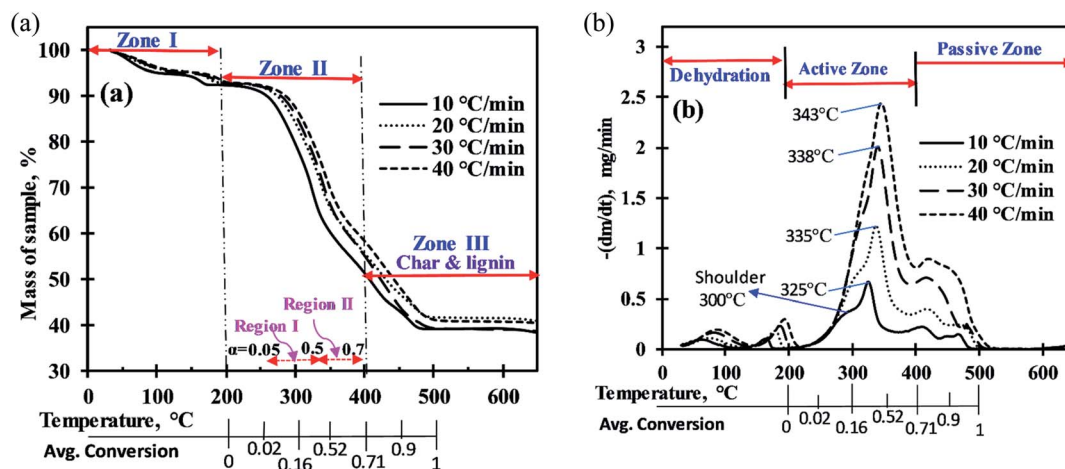 (a)
Zone I
Zone II
(a)
10 °C/min
20 °C/min
30 °C/min
40 °C/min
Zone III
Char & lignin
Region II
Region I
α=0.05 0.5 0.7
Mass of sample, %
100
90
80
70
60
50
40
30
0 100 200 300 400 500 600
Temperature, °C
Avg. Conversion
0 0.02 0.16 0.52 0.71 0.9 1
(b)
Dehydration
Active Zone
Passive Zone
(b)
343°C
338°C
335°C
325°C
Shoulder
300°C
10 °C/min
20 °C/min
30 °C/min
40 °C/min
-(dm/dt), mg/min
3
2.5
2
1.5
1
0.5
0
0 100 200 300 400 500 600
Temperature, °C
Avg. Conversion
0 0.02 0.16 0.52 0.71 0.9 1